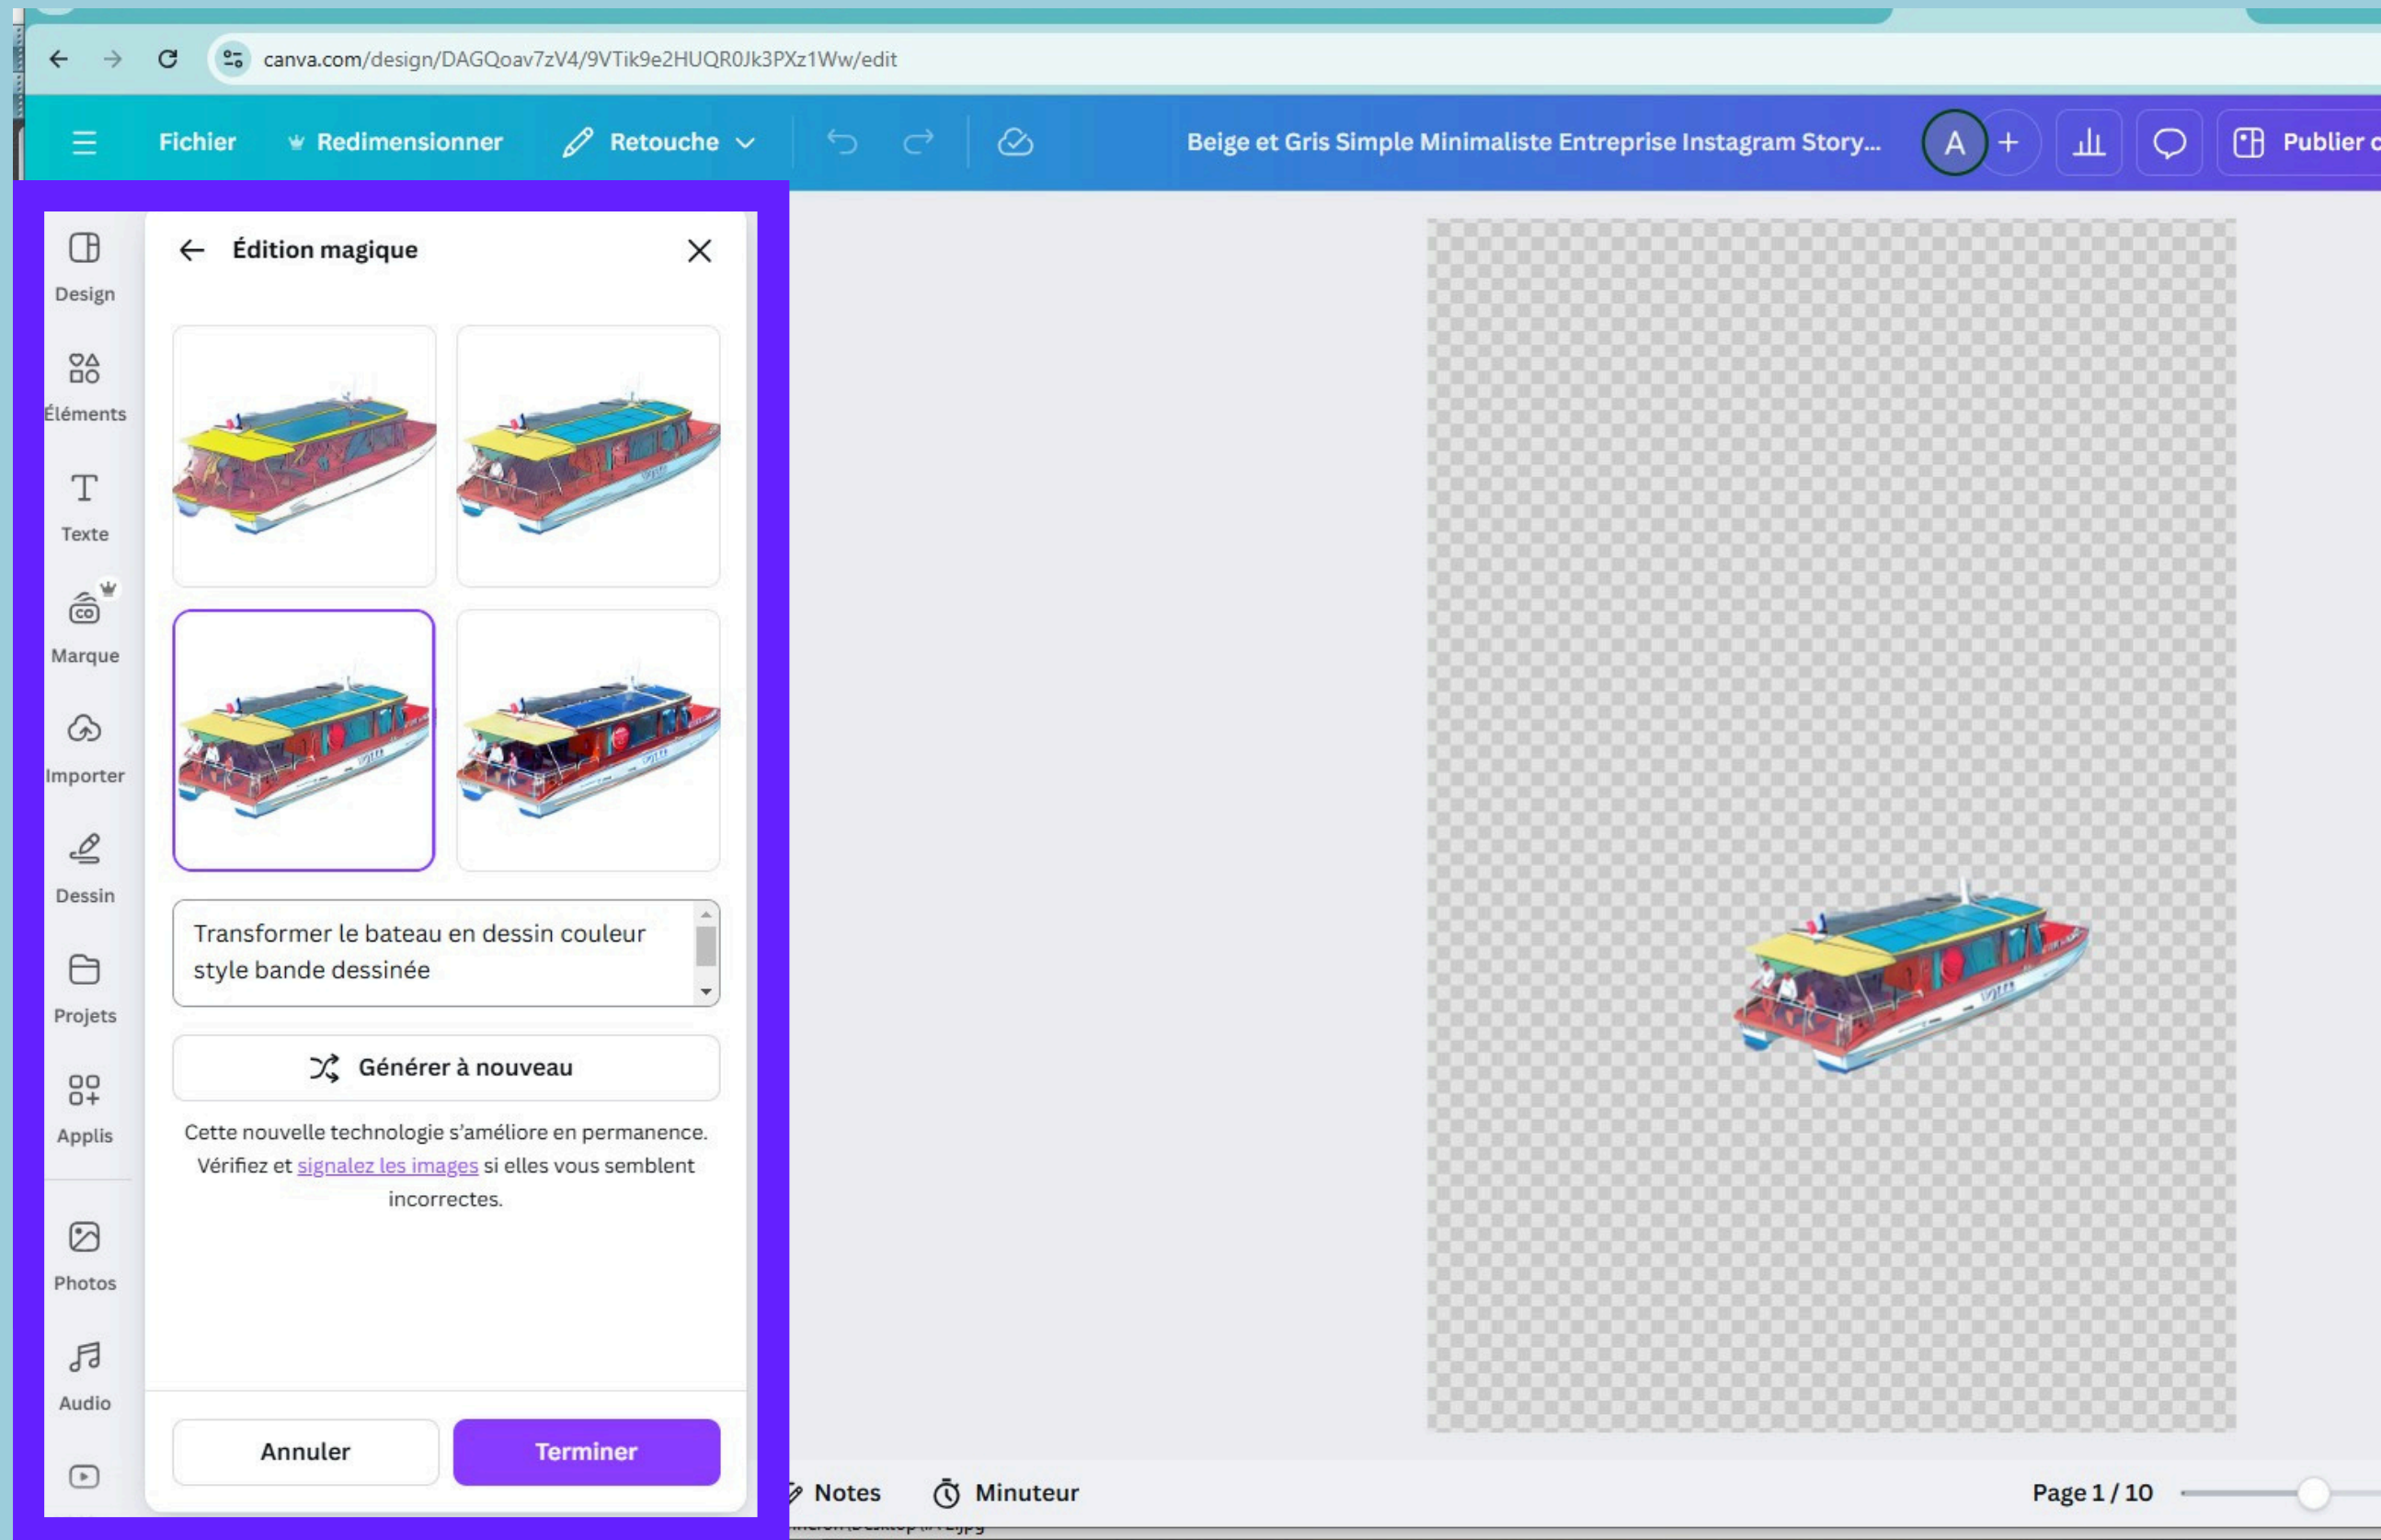 canva.com/design/DAGQoav7zV4/9VTik9e2HUQR0Jk3PXz1Ww/edit
Fichier Redimensionner Retouche Beige et Gris Simple Minimaliste Entreprise Instagram Story... A + Publier
Édition magique
Design
Éléments
Texte
CO
Marque
Importer
Dessin
Projets
Applis
Photos
Audio
Transformer le bateau en dessin couleur
style bande dessinée
Générer à nouveau
Cette nouvelle technologie s'améliore en permanence.
Vérifiez et signalez les images si elles vous semblent
incorrectes.
Annuler Terminer
Notes Minuteur Page 1 / 10